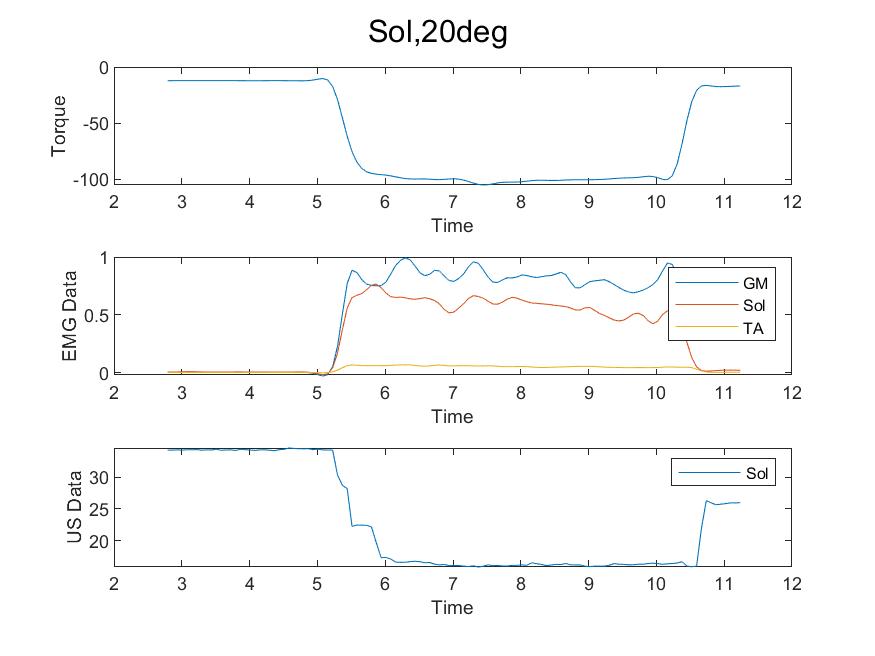 Sol,20deg
0
-50
-100
Torque
2 3 4 5 6 7 8 9 10 11 12
Time
1
0.5
0
EMG Data
GM
Sol
TA
2 3 4 5 6 7 8 9 10 11 12
Time
30
25
20
US Data
Sol
2 3 4 5 6 7 8 9 10 11 12
Time